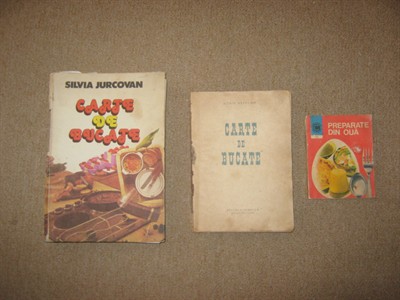 SILVIA JURCOVAN
CARTE
DE
BUCATE
CARTE
DE
BUCATE
PREPARATE
DIN OUĂ